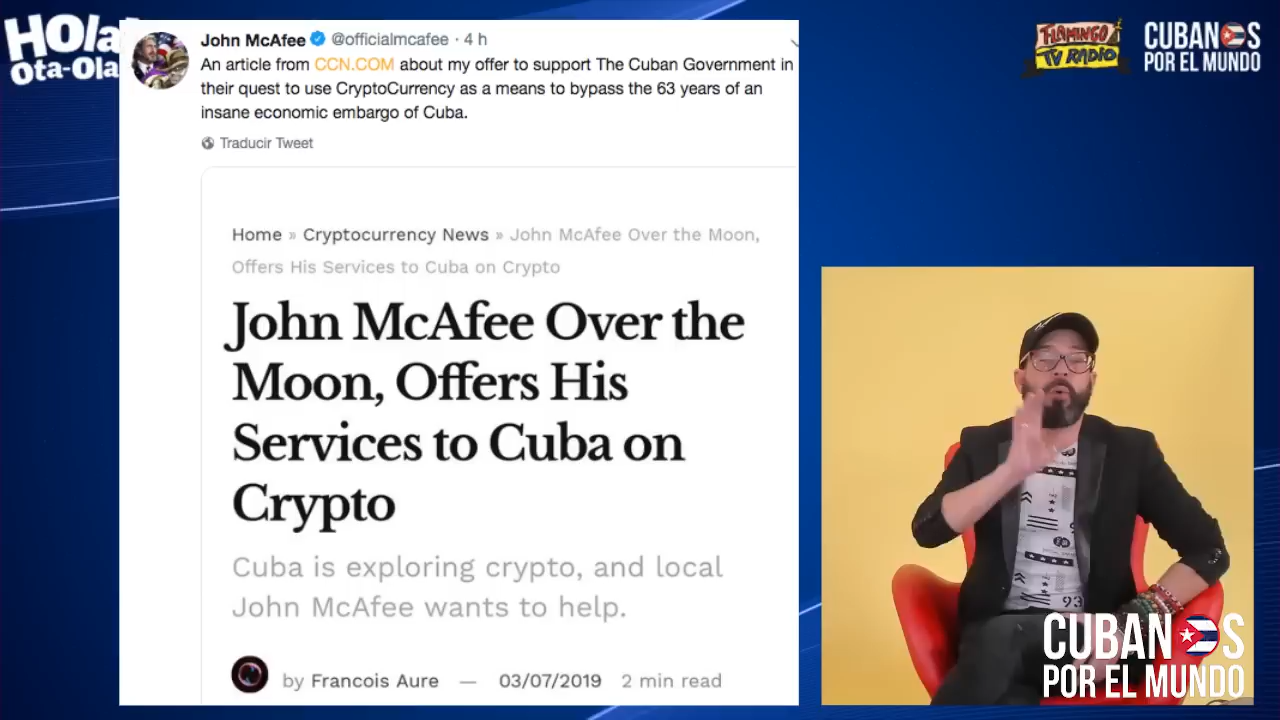 HOla!
Ota-Ola
John McAfee @officialmcafee · 4 h
An article from CCN.COM about my offer to support The Cuban Government in
their quest to use CryptoCurrency as a means to bypass the 63 years of an
insane economic embargo of Cuba.
Traducir Tweet
Home » Cryptocurrency News » John McAfee Over the Moon,
Offers His Services to Cuba on Crypto
John McAfee Over the
Moon, Offers His
Services to Cuba on
Crypto
Cuba is exploring crypto, and local
John McAfee wants to help.
by Francois Aure — 03/07/2019 2 min read
FLAMINGO
TV RADIO
CUBANOS
POR EL MUNDO
93
CUBANOS
POR EL MUNDO